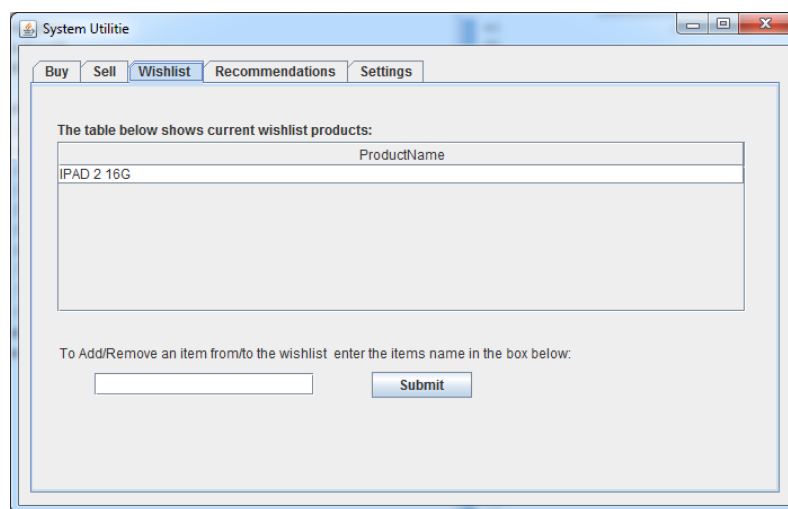 System Utilitie
Buy Sell Wishlist Recommendations Settings
The table below shows current wishlist products:
ProductName
IPAD 2 16G
To Add/Remove an item from/to the wishlist enter the items name in the box below:
Submit